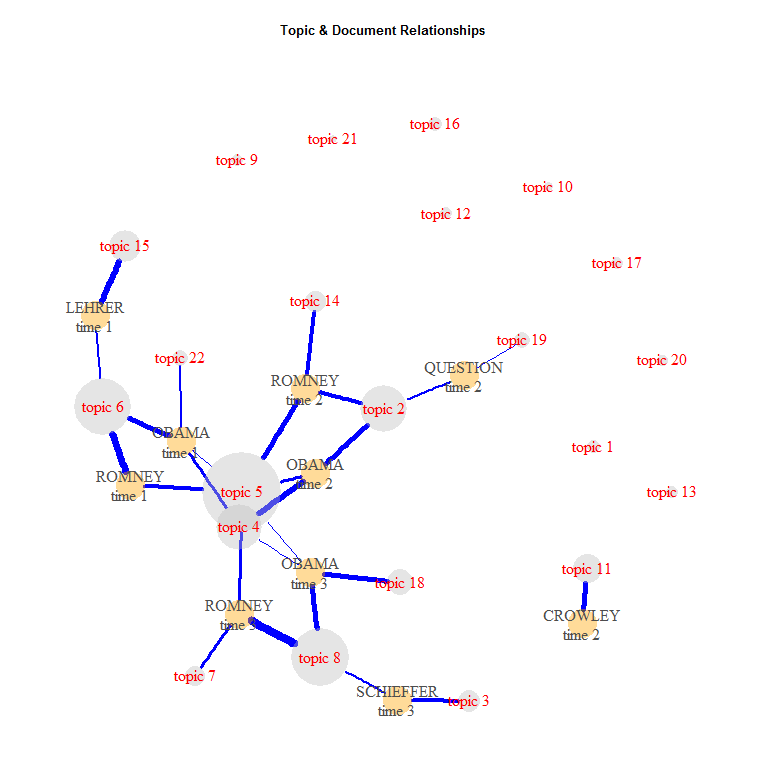 Topic & Document Relationships
topic 16
topic 21
topic 9
topic 10
topic 12
topic 15
topic 17
topic 14
LEHRER
time 1
topic 19
topic 22
topic 20
QUESTION
time 2
ROMNEY
time 2
topic 6
topic 2
OBAMA
time 1
topic 1
OBAMA
time 2
ROMNEY
time 1
topic 5
topic 13
topic 4
OBAMA
time 3
topic 18
topic 11
ROMNEY
time 3
CROWLEY
time 2
topic 8
topic 7
SCHIEFFER
time 3
topic 3